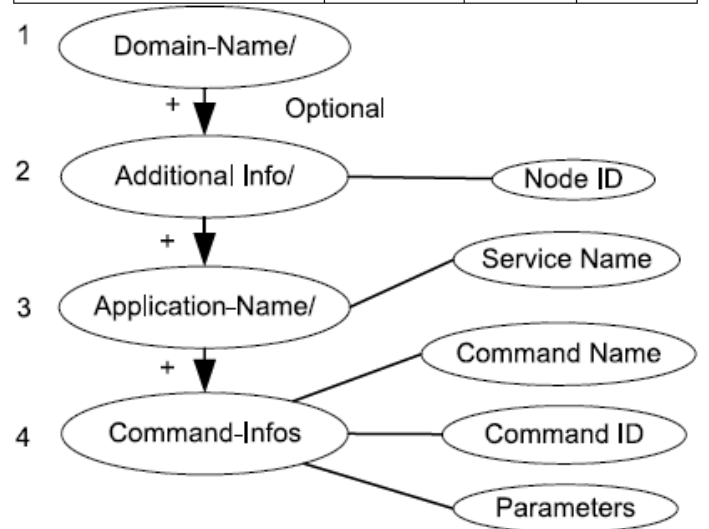 1
Domain-Name/
+
Optional
2
Additional Info/
Node ID
+
Service Name
3
Application-Name/
+
Command Name
4
Command-Infos
Command ID
Parameters